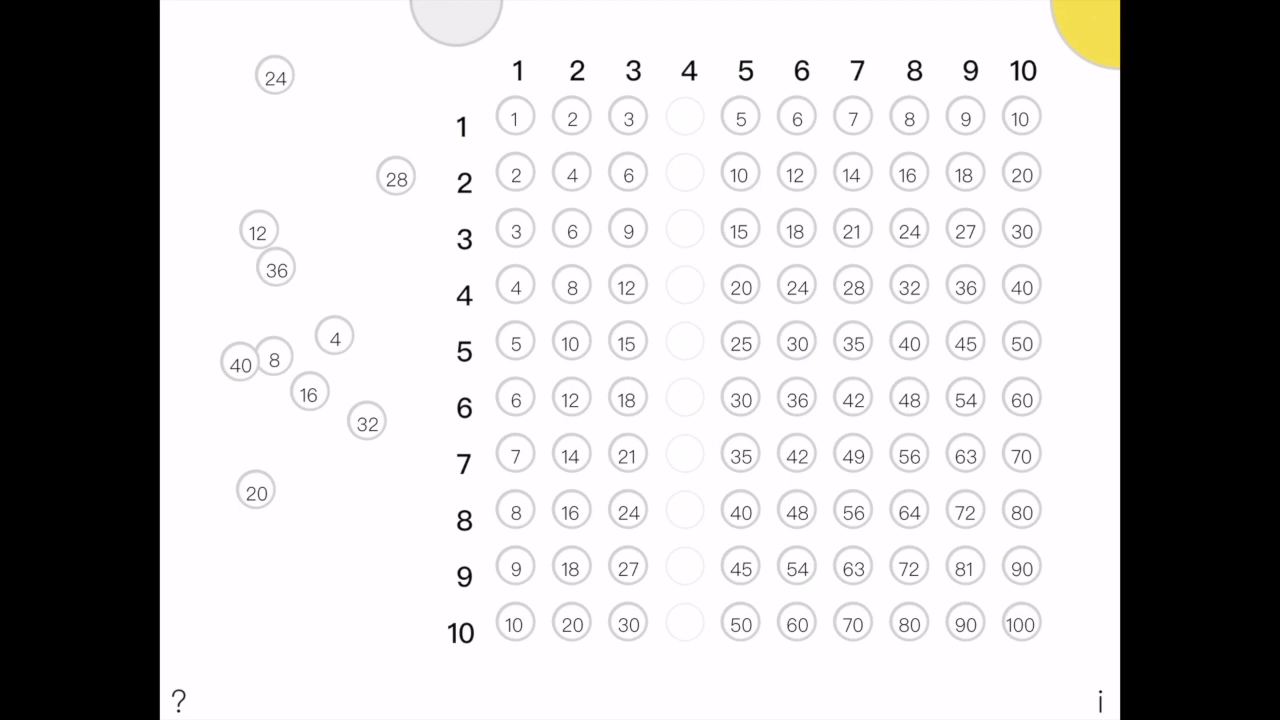 24
28
12
36
4
40 8
16
32
20
1 2 3 4 5 6 7 8 9 10
1 1 2 3 5 6 7 8 9 10
2 2 4 6 10 12 14 16 18 20
3 3 6 9 15 18 21 24 27 30
4 4 8 12 20 24 28 32 36 40
5 5 10 15 25 30 35 40 45 50
6 6 12 18 30 36 42 48 54 60
7 7 14 21 35 42 49 56 63 70
8 8 16 24 40 48 56 64 72 80
9 9 18 27 45 54 63 72 81 90
10 10 20 30 50 60 70 80 90 100
? i